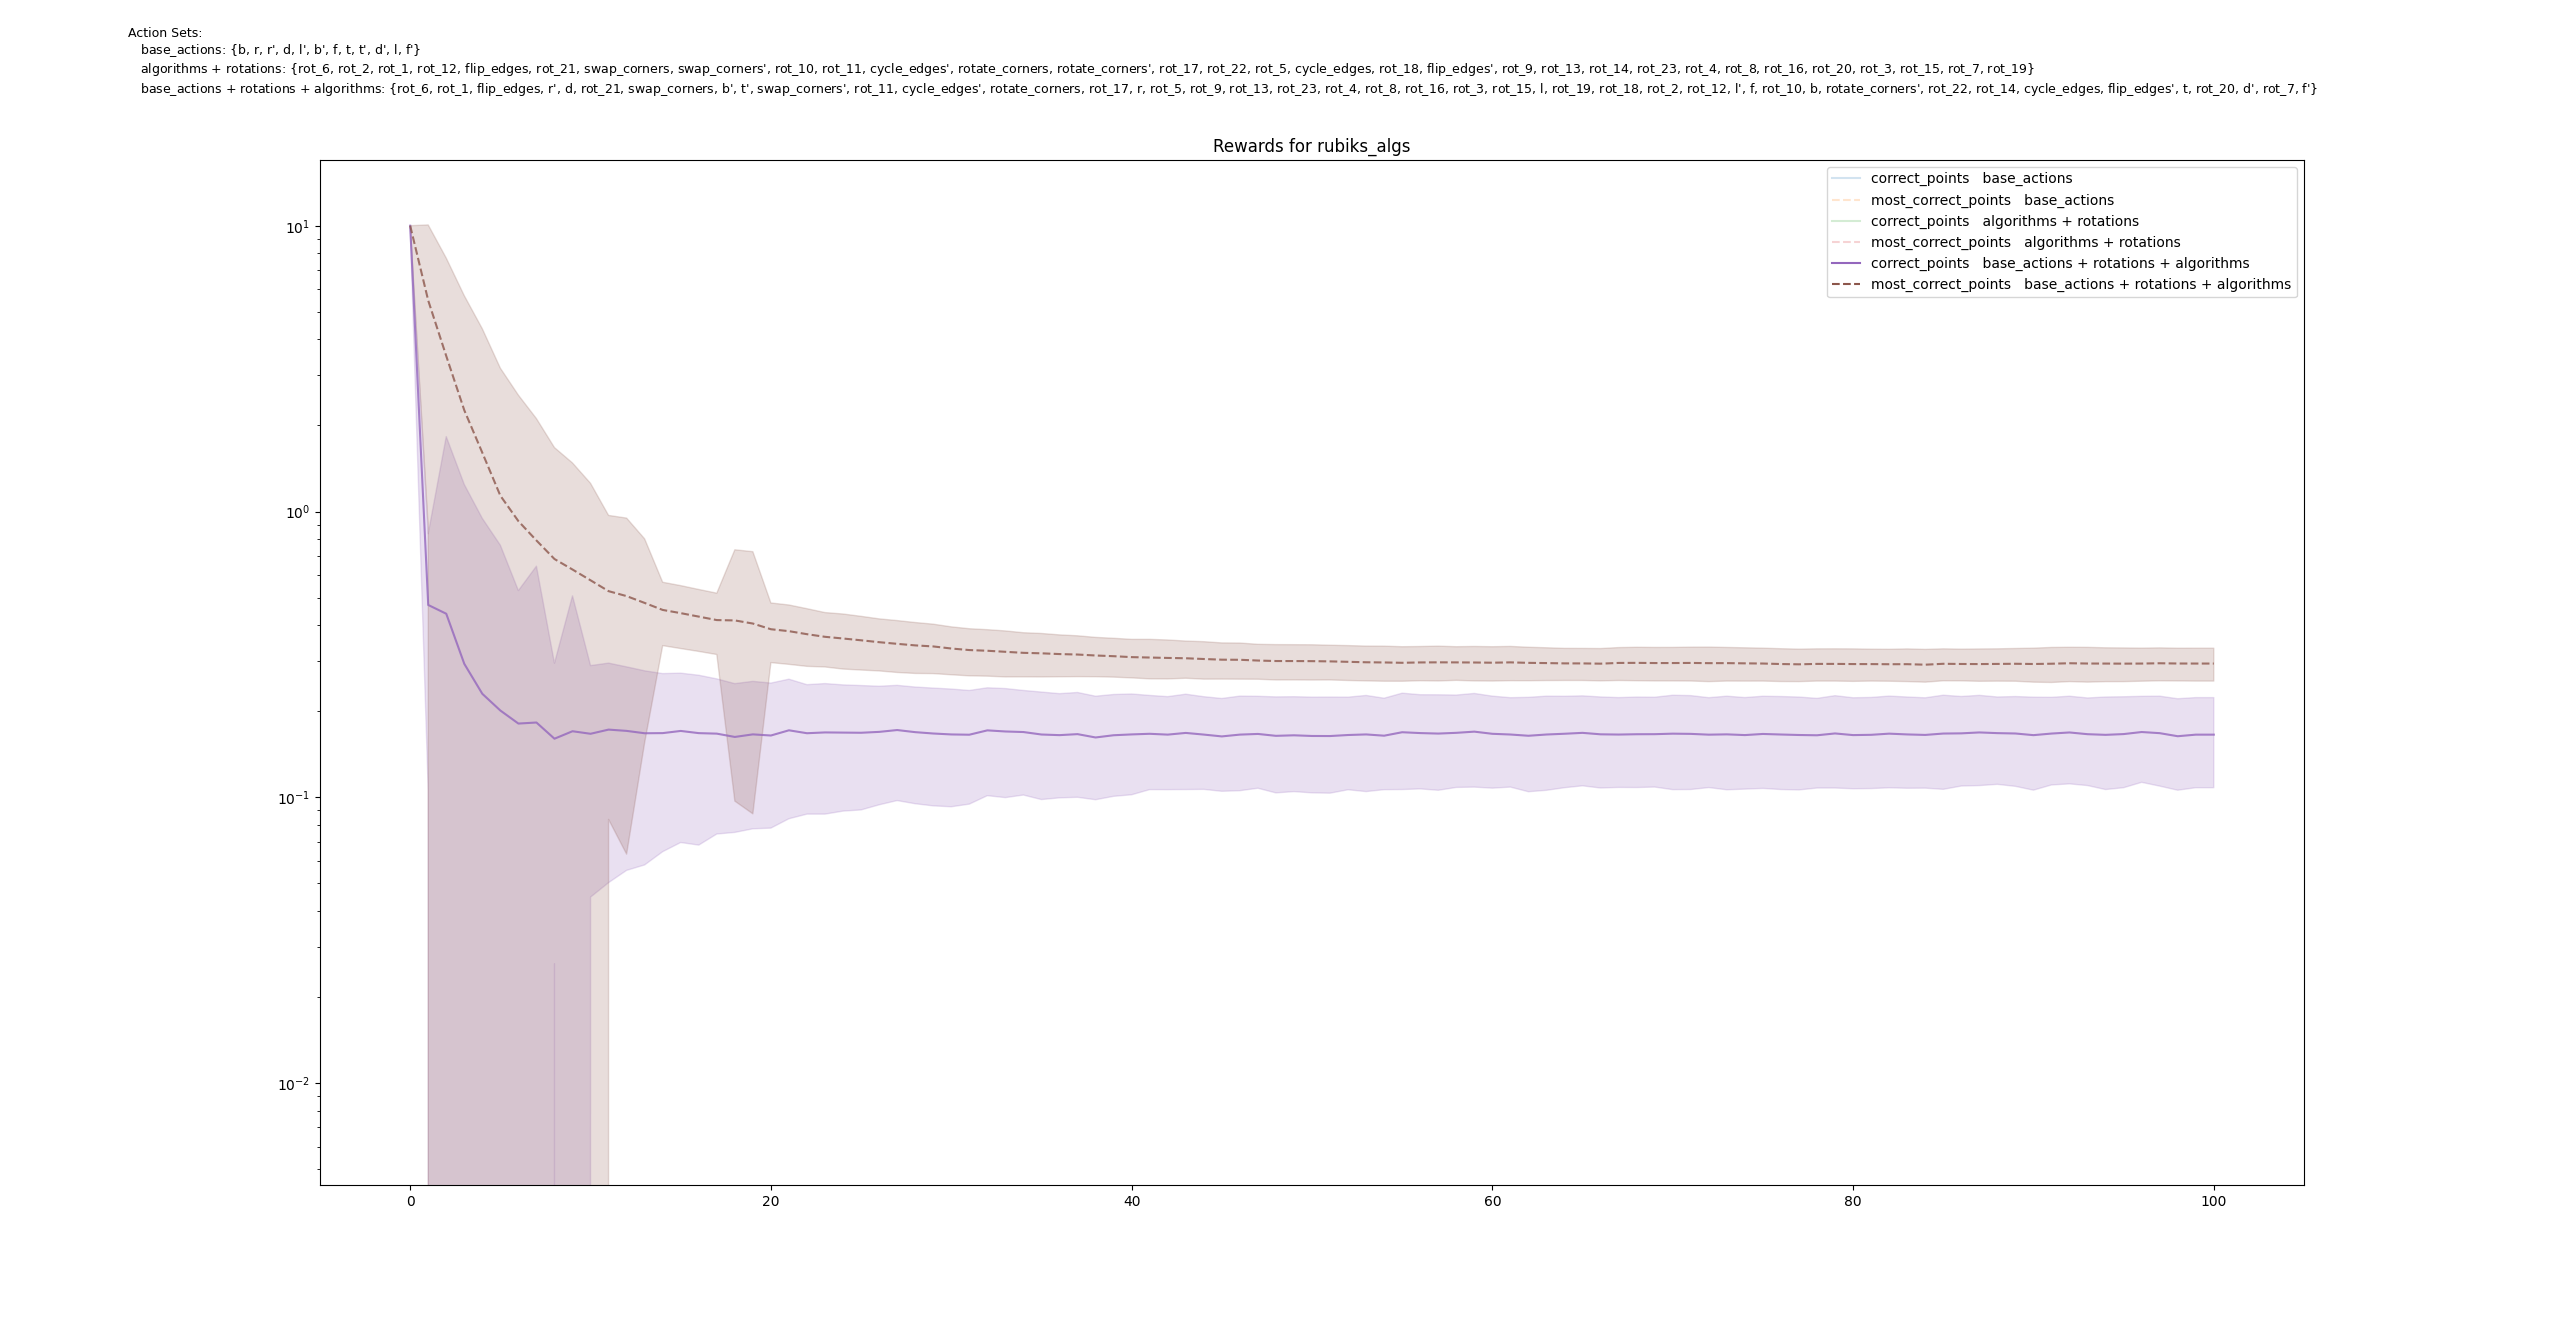 Action Sets:
base_actions: {b, r, r', d, l', b', f, t, t', d', l, f'}
algorithms + rotations: {rot_6, rot_2, rot_1, rot_12, flip_edges, rot_21, swap_corners, swap_corners', rot_10, rot_11, cycle_edges', rotate_corners, rotate_corners', rot_17, rot_22, rot_5, cycle_edges, rot_18, flip_edges', rot_9, rot_13, rot_14, rot_23, rot_4, rot_8, rot_16, rot_20, rot_3, rot_15, rot_7, rot_19}
base_actions + rotations + algorithms: {rot_6, rot_1, flip_edges, r', d, rot_21, swap_corners, b', t', swap_corners', rot_11, cycle_edges', rotate_corners, rot_17, r, rot_5, rot_9, rot_13, rot_23, rot_4, rot_8, rot_16, rot_3, rot_15, l, rot_19, rot_18, rot_2, rot_12, l', f, rot_10, b, rotate_corners', rot_22, rot_14, cycle_edges, flip_edges', t, rot_20, d', rot_7, f'}
Rewards for rubiks_algs
correct_points base_actions
most_correct_points base_actions
correct_points algorithms + rotations
most_correct_points algorithms + rotations
correct_points base_actions + rotations + algorithms
most_correct_points base_actions + rotations + algorithms
10¹
10⁰
10⁻¹
10⁻²
0 20 40 60 80 100